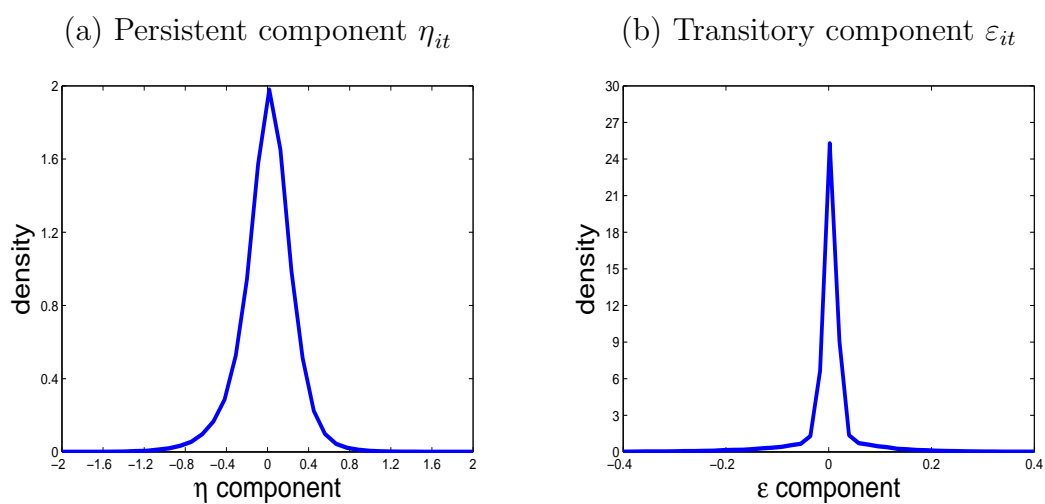 (a) Persistent component η_it
(b) Transitory component ε_it
2
1.6
1.2
0.8
0.4
0
density
−2 −1.6 −1.2 −0.8 −0.4 0 0.4 0.8 1.2 1.6 2
η component
30
27
24
21
18
15
12
9
6
3
0
density
−0.4 −0.2 0 0.2 0.4
ε component